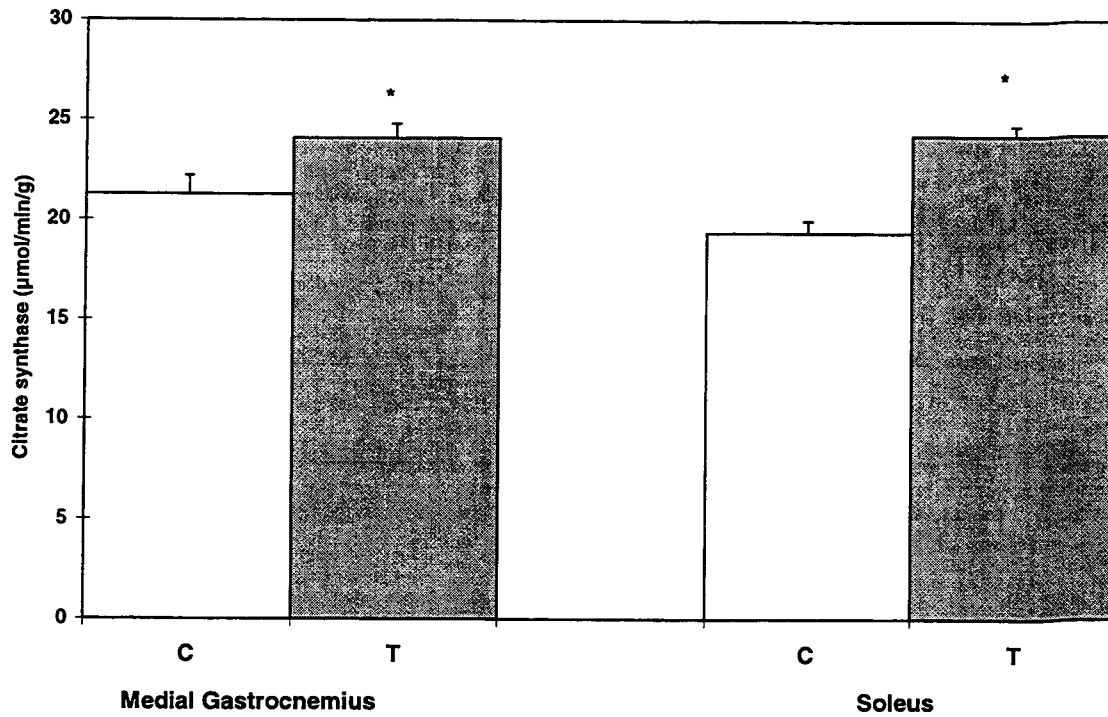 30
25
20
15
10
5
0
Citrate synthase (µmol/min/g)
*
*
C
T
C
T
Medial Gastrocnemius
Soleus